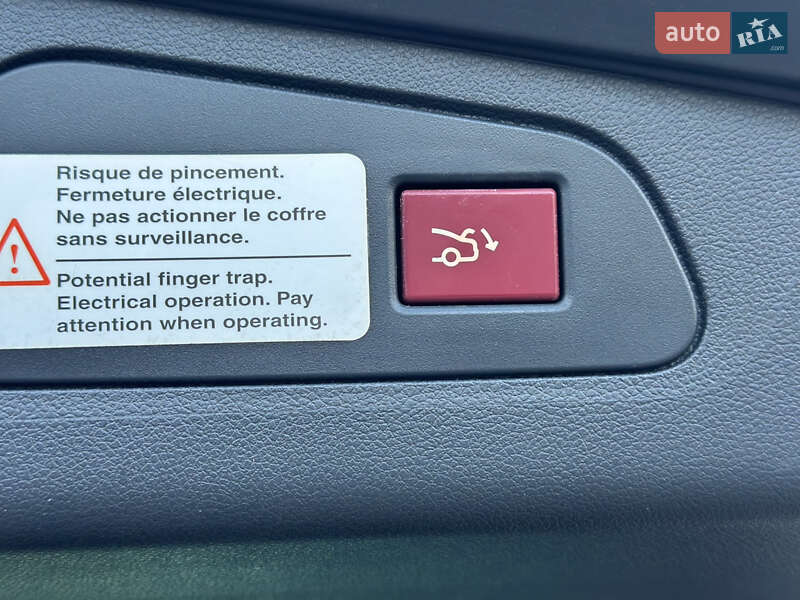 auto RIA.com
Risque de pincement.
Fermeture électrique.
Ne pas actionner le coffre
sans surveillance.
Potential finger trap.
Electrical operation. Pay
attention when operating.